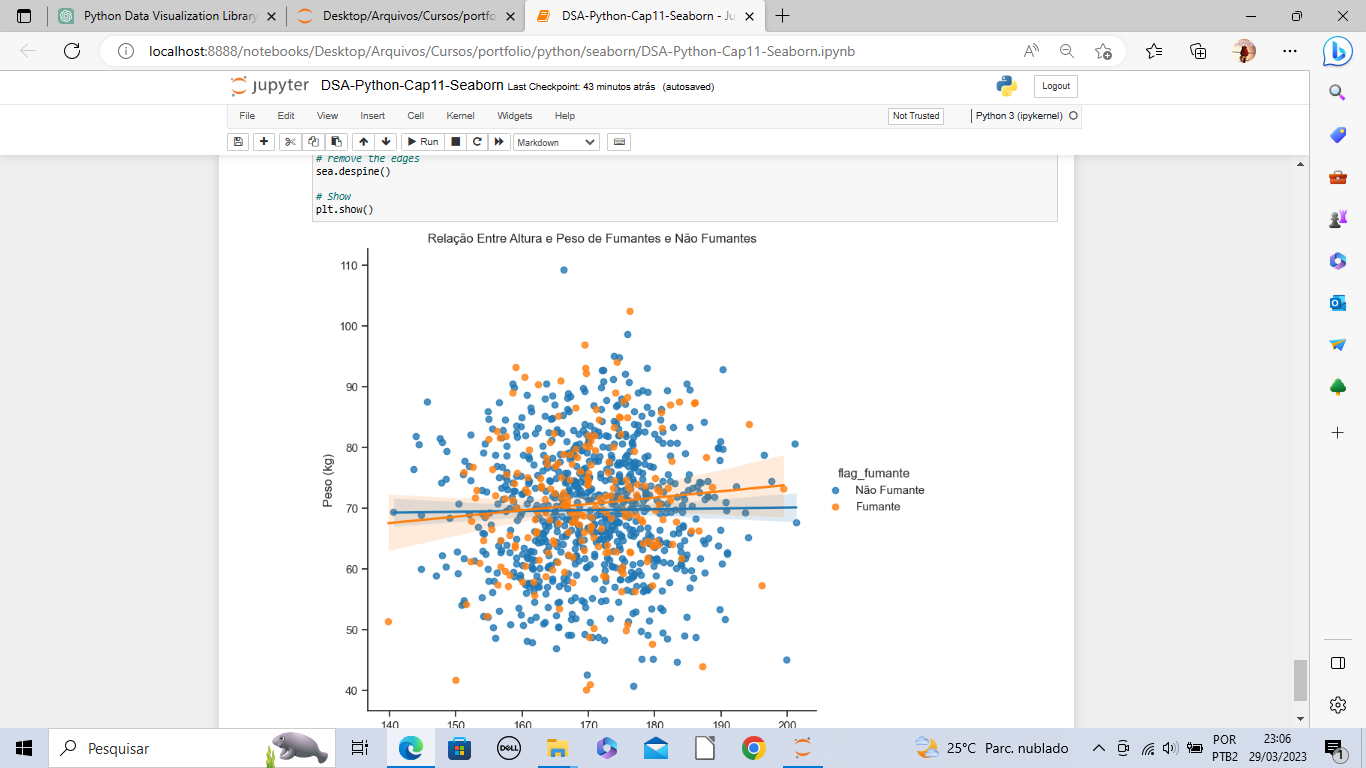 Python Data Visualization Library
Desktop/Arquivos/Cursos/portfo
DSA-Python-Cap11-Seaborn - Ju
localhost:8888/notebooks/Desktop/Arquivos/Cursos/portfolio/python/seaborn/DSA-Python-Cap11-Seaborn.ipynb
jupyter DSA-Python-Cap11-Seaborn Last Checkpoint: 43 minutos atrás (autosaved)
Logout
File Edit View Insert Cell Kernel Widgets Help
Not Trusted
Python 3 (ipykernel)
Run
Markdown
# remove the edges
sea.despine()
# Show
plt.show()
Relação Entre Altura e Peso de Fumantes e Não Fumantes
110
100
90
80
70
60
50
40
Peso (kg)
flag_fumante
Não Fumante
Fumante
140 150 160 170 180 190 200
Pesquisar
DELL
25°C Parc. nublado
POR
PTB2
23:06
29/03/2023
1